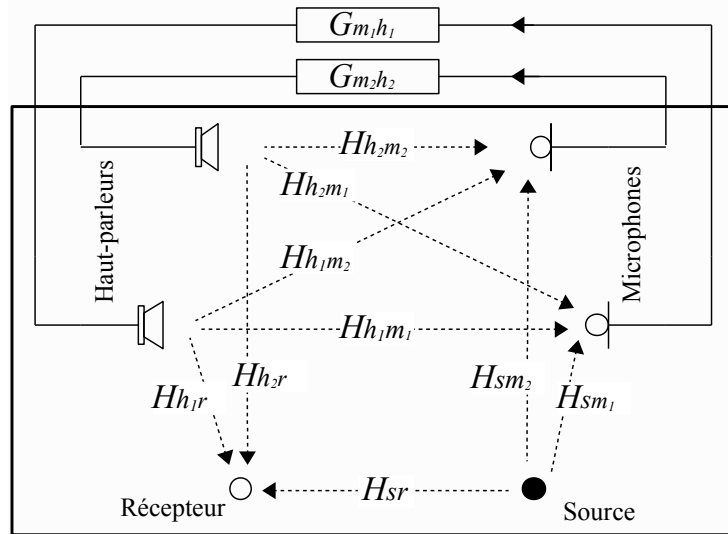 Gm₁h₁
Gm₂h₂
Hh₂m₂
Hh₂m₁
Haut-parleurs
Microphones
Hh₁m₂
Hh₁m₁
Hh₁r
Hh₂r
Hsm₂
Hsm₁
Hsr
Récepteur
Source